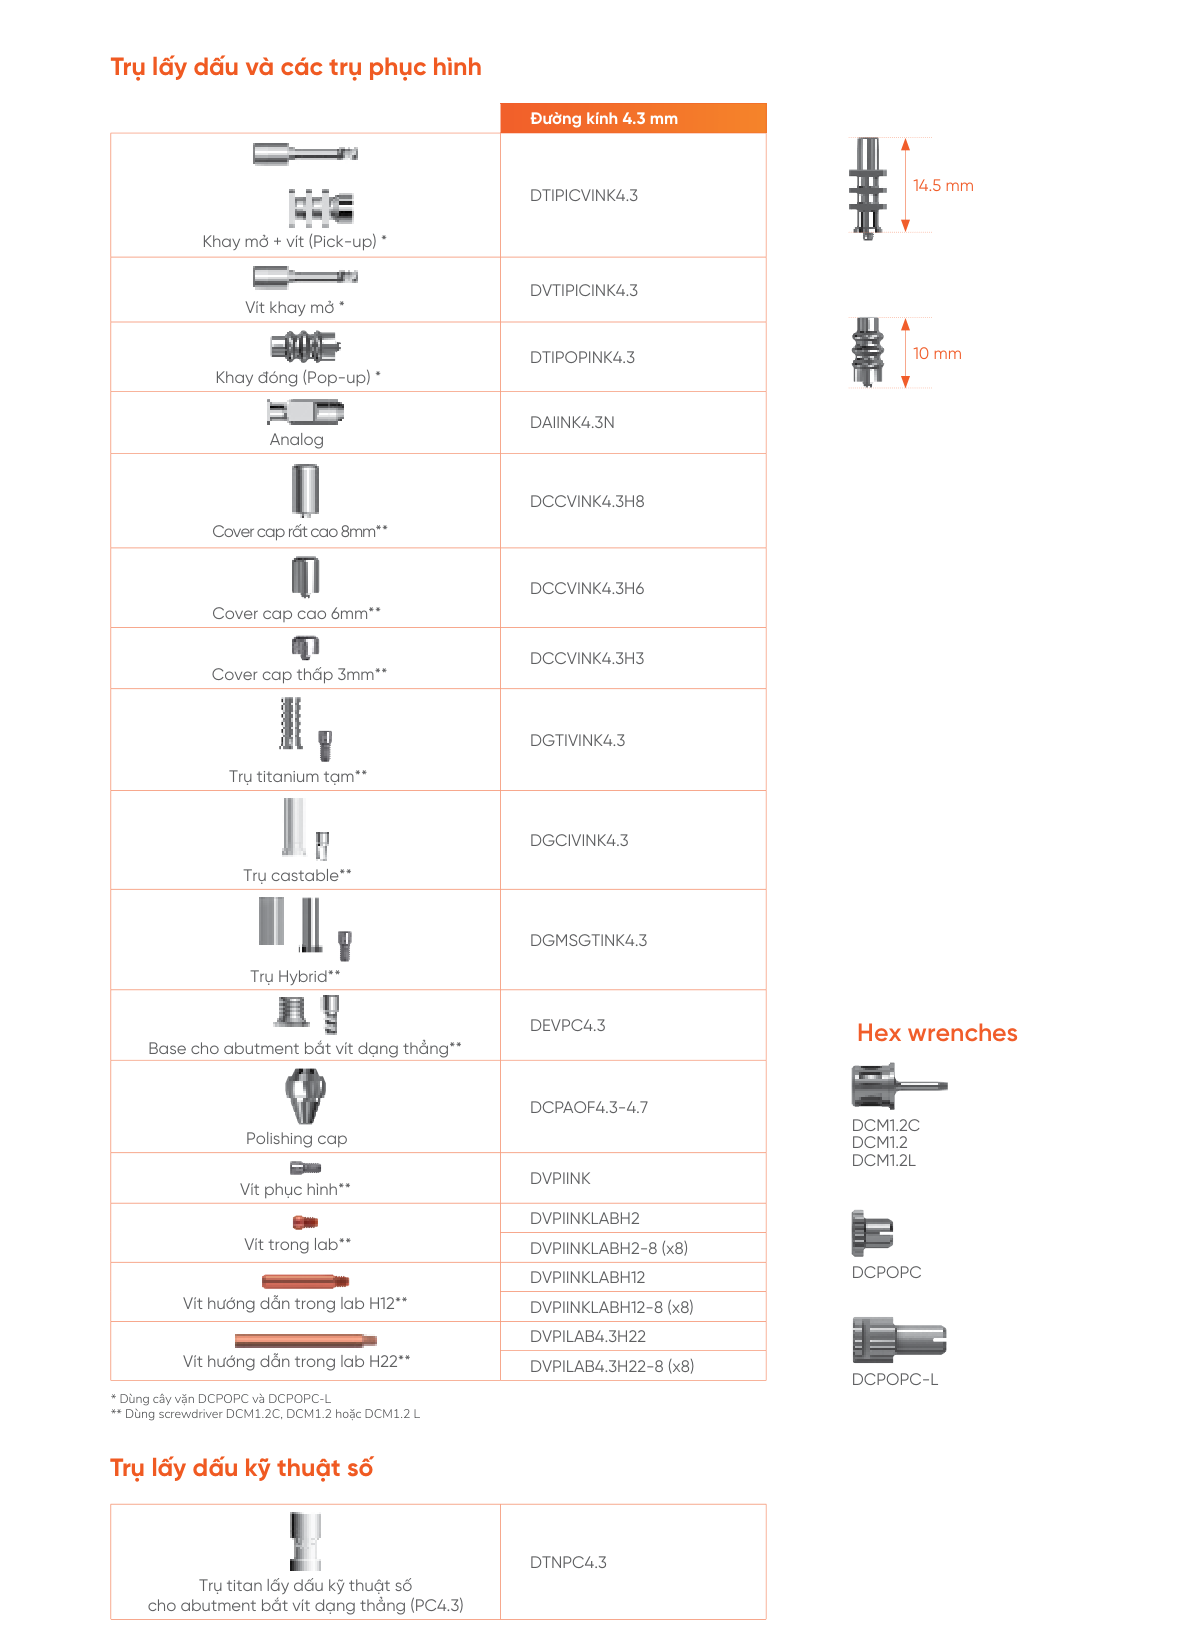 Trụ lấy dấu và các trụ phục hình
Đường kính 4.3 mm
Khay mở + vít (Pick-up) *
DTIPICVINK4.3
14.5 mm
Vít khay mở *
DVTIPICINK4.3
Khay đóng (Pop-up) *
DTIPOPINK4.3
10 mm
Analog
DAIINK4.3N
Cover cap rất cao 8mm**
DCCVINK4.3H8
Cover cap cao 6mm**
DCCVINK4.3H6
Cover cap thấp 3mm**
DCCVINK4.3H3
Trụ titanium tạm**
DGTIVINK4.3
Trụ castable**
DGCIVINK4.3
Trụ Hybrid**
DGMSGTINK4.3
Base cho abutment bắt vít dạng thẳng**
DEVPC4.3
Polishing cap
DCPAOF4.3-4.7
Vít phục hình**
DVPIINK
Vít trong lab**
DVPIINKLABH2
DVPIINKLABH2-8 (x8)
Vít hướng dẫn trong lab H12**
DVPIINKLABH12
DVPIINKLABH12-8 (x8)
Vít hướng dẫn trong lab H22**
DVPILAB4.3H22
DVPILAB4.3H22-8 (x8)
* Dùng cây vặn DCPOPC và DCPOPC-L
** Dùng screwdriver DCM1.2C, DCM1.2 hoặc DCM1.2 L
Hex wrenches
DCM1.2C
DCM1.2
DCM1.2L
DCPOPC
DCPOPC-L
Trụ lấy dấu kỹ thuật số
Trụ titan lấy dấu kỹ thuật số
cho abutment bắt vít dạng thẳng (PC4.3)
DTNPC4.3